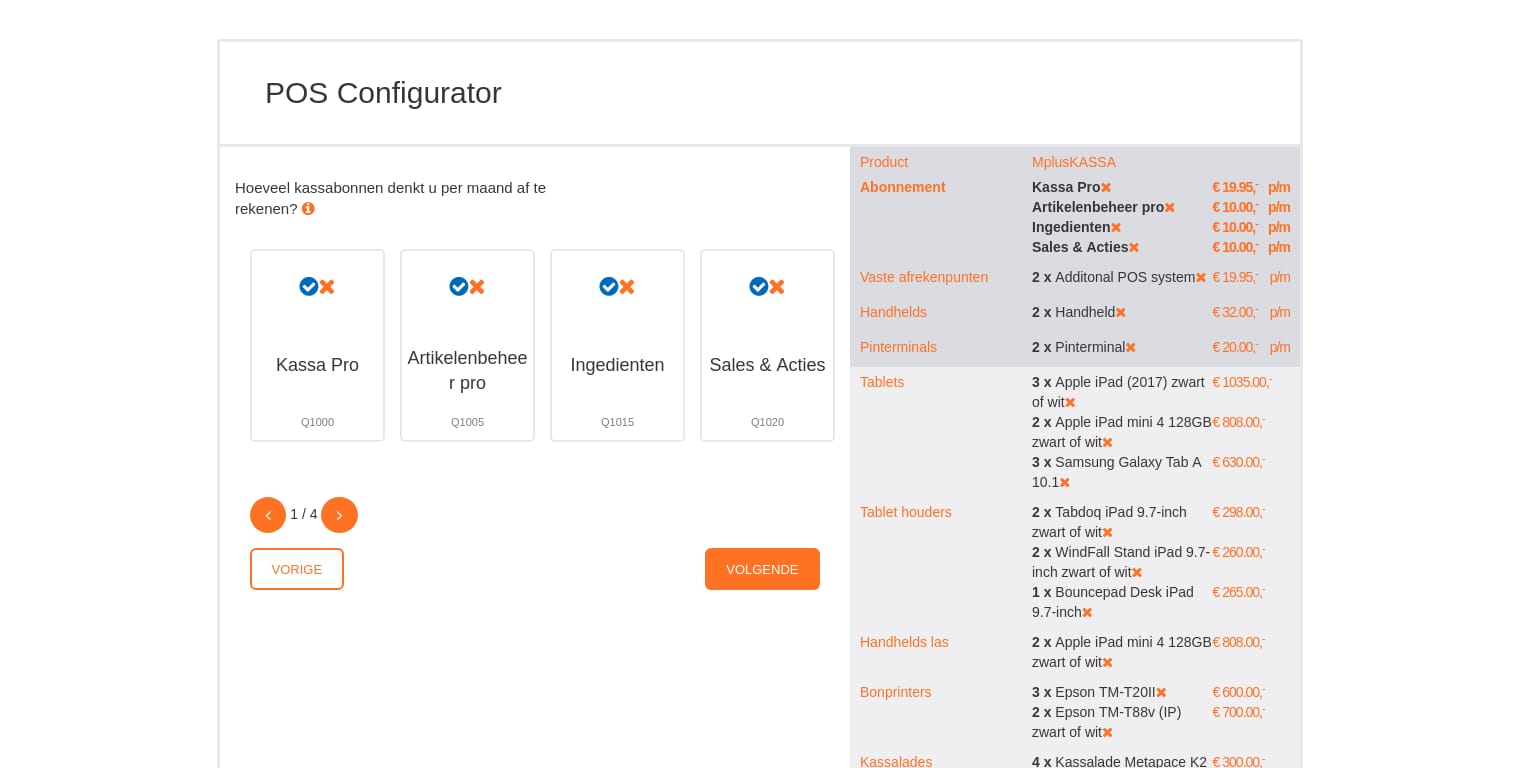 POS Configurator
Hoeveel kassabonnen denkt u per maand af te
rekenen?
Kassa Pro
Q1000
Artikelenbehee
r pro
Q1005
Ingedienten
Q1015
Sales & Acties
Q1020
1 / 4
VORIGE
VOLGENDE
Product MplusKASSA
Abonnement Kassa Pro € 19.95,- p/m
Artikelenbeheer pro € 10.00,- p/m
Ingedienten € 10.00,- p/m
Sales & Acties € 10.00,- p/m
Vaste afrekenpunten 2 x Additonal POS system € 19.95,- p/m
Handhelds 2 x Handheld € 32.00,- p/m
Pinterminals 2 x Pinterminal € 20.00,- p/m
Tablets 3 x Apple iPad (2017) zwart € 1035.00,-
of wit
2 x Apple iPad mini 4 128GB € 808.00,-
zwart of wit
3 x Samsung Galaxy Tab A € 630.00,-
10.1
Tablet houders 2 x Tabdoq iPad 9.7-inch € 298.00,-
zwart of wit
2 x WindFall Stand iPad 9.7- € 260.00,-
inch zwart of wit
1 x Bouncepad Desk iPad € 265.00,-
9.7-inch
Handhelds las 2 x Apple iPad mini 4 128GB € 808.00,-
zwart of wit
Bonprinters 3 x Epson TM-T20II € 600.00,-
2 x Epson TM-T88v (IP) € 700.00,-
zwart of wit
Kassalades 4 x Kassalade Metapace K2 € 300.00,-